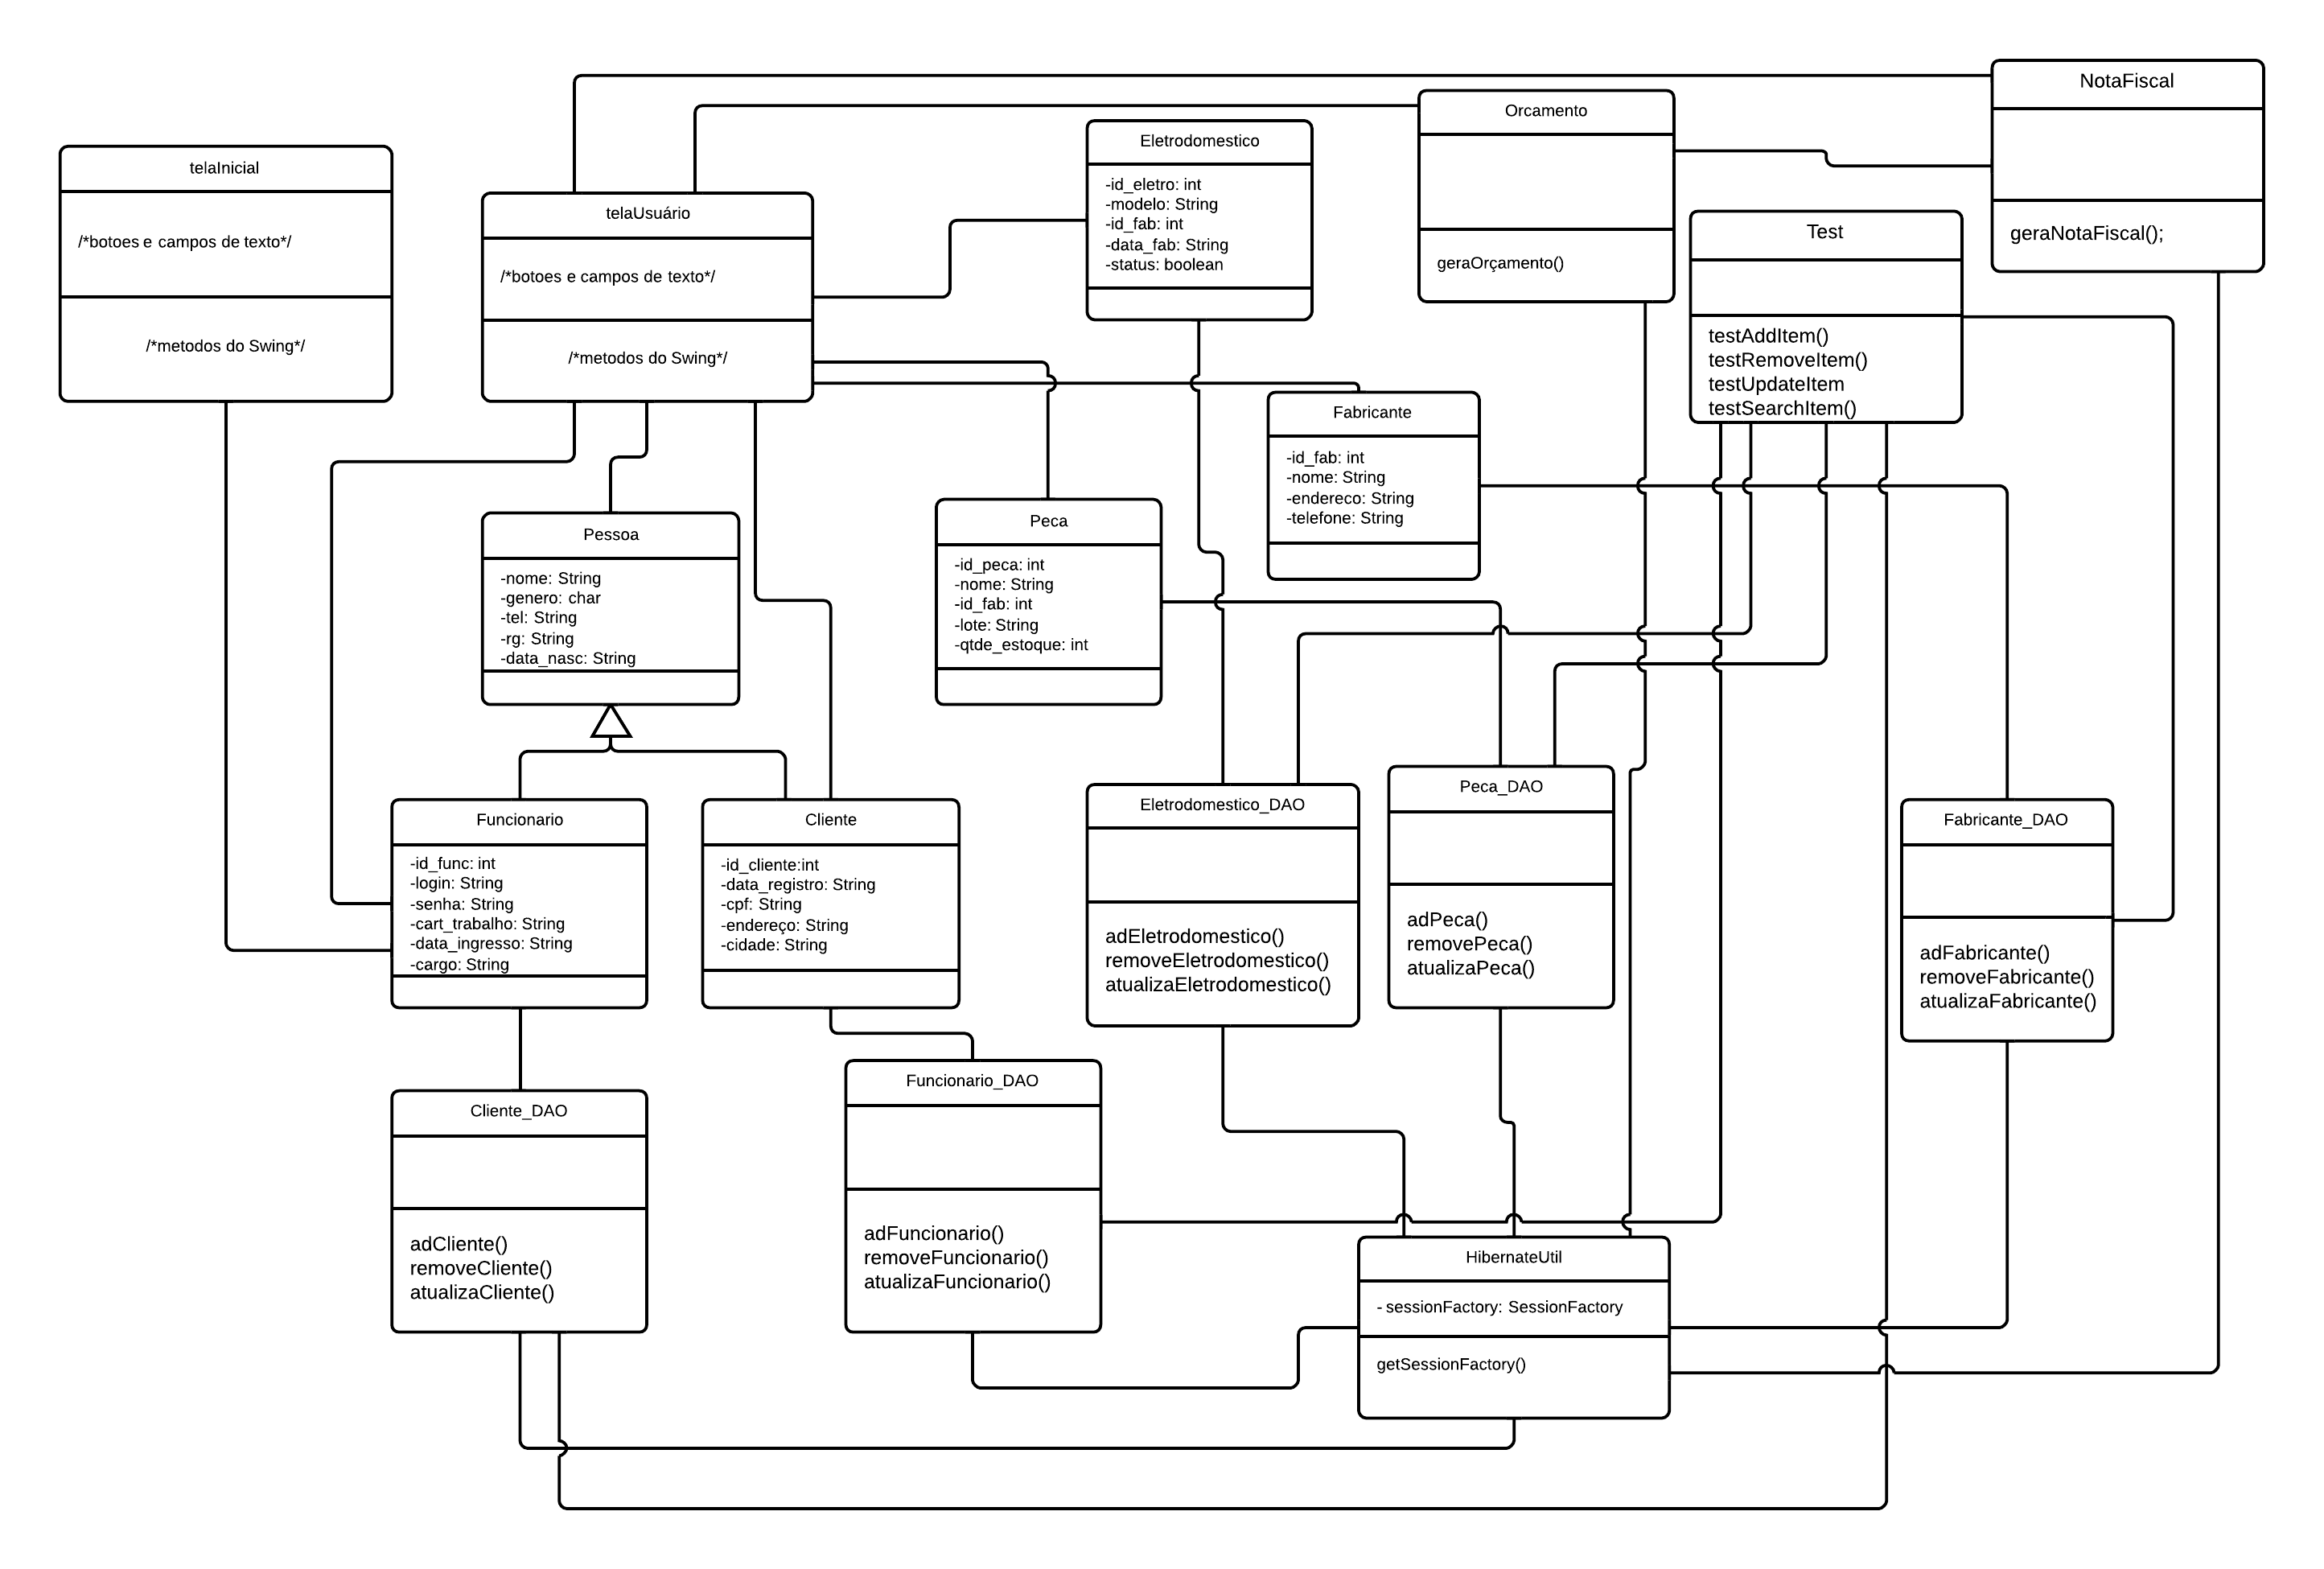 NotaFiscal
geraNotaFiscal();
Orcamento
geraOrçamento()
Eletrodomestico
-id_eletro: int
-modelo: String
-id_fab: int
-data_fab: String
-status: boolean
telaInicial
/*botoes e campos de texto*/
/*metodos do Swing*/
telaUsuário
/*botoes e campos de texto*/
/*metodos do Swing*/
Test
testAddItem()
testRemoveItem()
testUpdateItem
testSearchItem()
Fabricante
-id_fab: int
-nome: String
-endereco: String
-telefone: String
Pessoa
-nome: String
-genero: char
-tel: String
-rg: String
-data_nasc: String
Peca
-id_peca: int
-nome: String
-id_fab: int
-lote: String
-qtde_estoque: int
Funcionario
-id_func: int
-login: String
-senha: String
-cart_trabalho: String
-data_ingresso: String
-cargo: String
Cliente
-id_cliente:int
-data_registro: String
-cpf: String
-endereço: String
-cidade: String
Eletrodomestico_DAO
adEletrodomestico()
removeEletrodomestico()
atualizaEletrodomestico()
Peca_DAO
adPeca()
removePeca()
atualizaPeca()
Fabricante_DAO
adFabricante()
removeFabricante()
atualizaFabricante()
Cliente_DAO
adCliente()
removeCliente()
atualizaCliente()
Funcionario_DAO
adFuncionario()
removeFuncionario()
atualizaFuncionario()
HibernateUtil
- sessionFactory: SessionFactory
getSessionFactory()